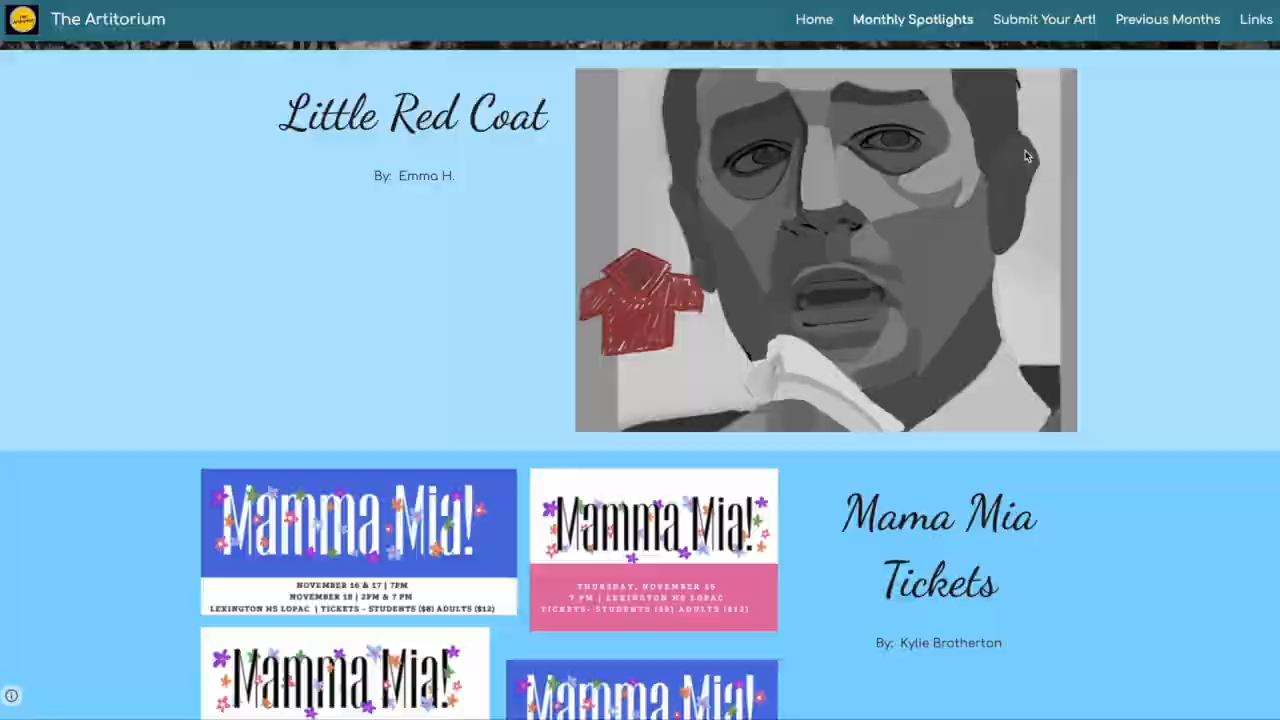 The Artitorium
Home Monthly Spotlights Submit Your Art! Previous Months Links
Little Red Coat
By: Emma H.
Mamma Mia!
NOVEMBER 16 & 17 | 7PM
NOVEMBER 18 | 2PM & 7 PM
LEXINGTON HS LOPAC | TICKETS - STUDENTS ($8) ADULTS ($12)
Mamma Mia!
THURSDAY, NOVEMBER
7 PM | LEXINGTON HS LOPAC
TICKETS- STUDENTS ADULTS ($12)
Mama Mia
Tickets
By: Kylie Brotherton
Mamma Mia!
Mamma Mia!